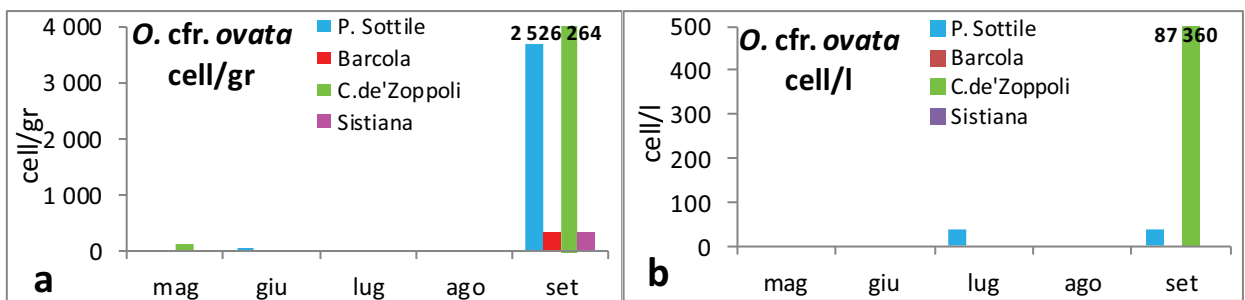 O. cfr. ovata
cell/gr
4 000
3 000
2 000
1 000
0
cell/gr
P. Sottile
Barcola
C.de'Zoppoli
Sistiana
2 526 264
mag giu lug ago set
a
O. cfr. ovata
cell/l
500
400
300
200
100
0
cell/l
P. Sottile
Barcola
C.de'Zoppoli
Sistiana
87 360
mag giu lug ago set
b